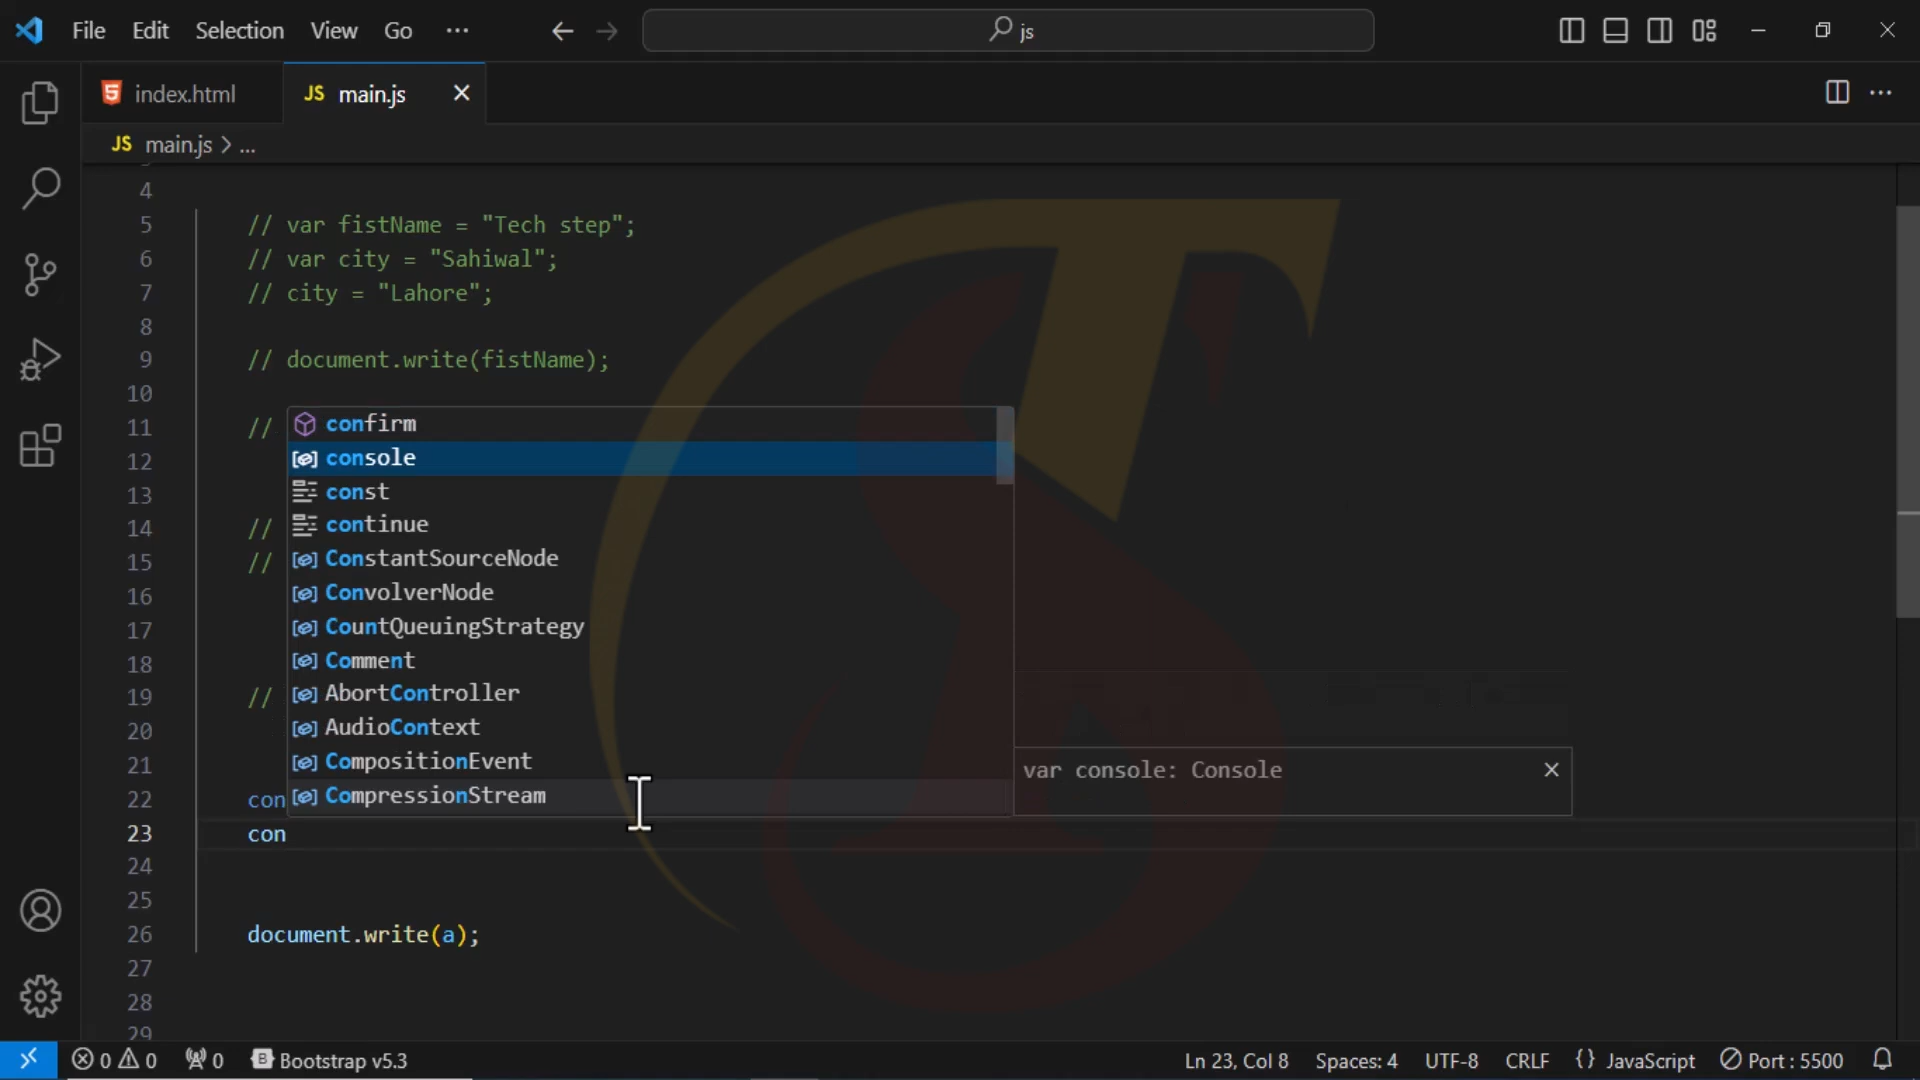 File Edit Selection View Go ···
js
index.html
JS main.js
JS main.js > ...
4
5 // var fistName = "Tech step";
6 // var city = "Sahiwal";
7 // city = "Lahore";
8
9 // document.write(fistName);
10
11 //
12
13
14 //
15 //
16
17
18
19 //
20
21
22 con
23 con
24
25
26 document.write(a);
27
28
29
confirm
console
const
continue
ConstantSourceNode
ConvolverNode
CountQueuingStrategy
Comment
AbortController
AudioContext
CompositionEvent
CompressionStream
var console: Console
0 0 0 Bootstrap v5.3 Ln 23, Col 8 Spaces: 4 UTF-8 CRLF {} JavaScript Port : 5500